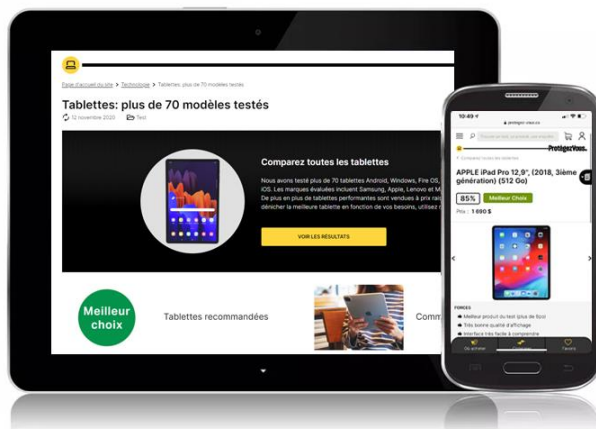 Page d'accueil du site > Technologie > Tablettes: plus de 70 modèles testés
Tablettes: plus de 70 modèles testés
12 novembre 2020 Test
Comparez toutes les tablettes
Nous avons testé plus de 70 tablettes Android, Windows, Fire OS,
iOS. Les marques évaluées incluent Samsung, Apple, Lenovo et M
De plus en plus de tablettes performantes sont vendues à prix
dénicher la meilleure tablette en fonction de vos besoins, utilisez
VOIR LES RÉSULTATS
Meilleur
choix
Tablettes recommandées
Comm
10:49
protegez-vous.ca
ProtégezVous.
Comparez toutes les tablettes
APPLE iPad Pro 12,9", (2018, 3ième
génération) (512 Go)
85% Meilleur Choix
Prix : 1 690 $
FORCES
Meilleur produit du test (plus de 8po)
Très bonne qualité d'affichage
Interface très facile à comprendre
Où acheter
Favoris